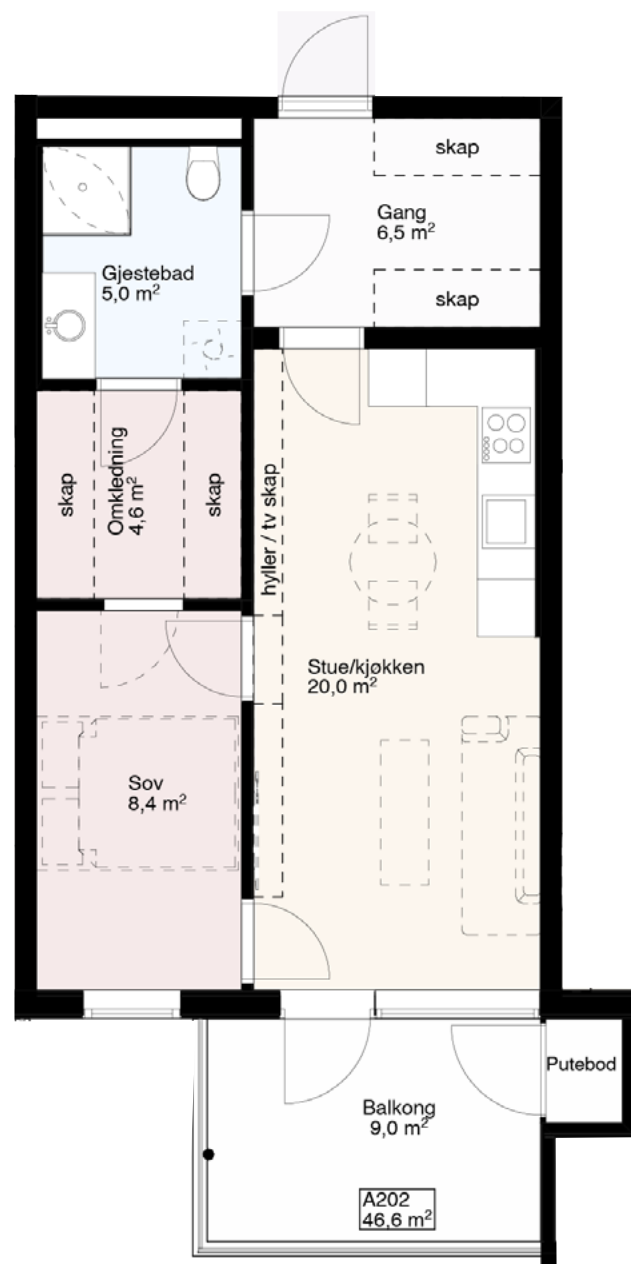 skap
Gang
6,5 m²
skap
Gjestebad
5,0 m²
skap
Omkledning
4,6 m²
skap
hyller / tv skap
Stue/kjøkken
20,0 m²
Sov
8,4 m²
Putebod
Balkong
9,0 m²
A202
46,6 m²